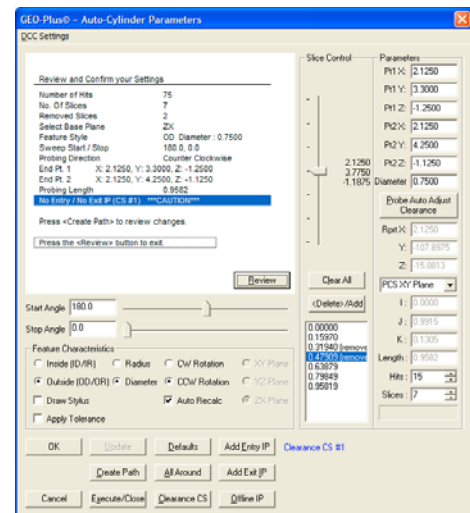 GEO-Plus© - Auto-Cylinder Parameters
DCC Settings
Review and Confirm your Settings
Number of Hits 75
No. Of Slices 7
Removed Slices 2
Select Base Plane ZX
Feature Style OD Diameter : 0.7500
Sweep Start / Stop 180.0, 0.0
Probing Direction Counter Clockwise
End Pt. 1 X: 2.1250, Y: 3.3000, Z: -1.2500
End Pt. 2 X: 2.1250, Y: 4.2500, Z: -1.1250
Probing Length 0.9582
No Entry / No Exit IP (CS #1) ***CAUTION***
Press <Create Path> to review changes.
Press the <Review> button to exit.
Review
Start Angle 180.0
Stop Angle 0.0
Feature Characteristics
Inside (ID/IR) Radius CW Rotation XY Plane
Outside (OD/OR) Diameter CCW Rotation YZ Plane
Draw Stylus Auto Recalc ZX Plane
Apply Tolerance
OK Update Defaults Add Entry IP Clearance CS #1
Create Path All Around Add Exit IP
Cancel Execute/Close Clearance CS Offline IP
Slice Control
2.1250
3.7750
-1.1875
Clear All
<Delete>/Add
0.00000
0.15970
0.31940 (remove
0.47909 (remove
0.63879
0.79849
0.95819
Parameters
Pt1 X: 2.1250
Pt1 Y: 3.3000
Pt1 Z: -1.2500
Pt2 X: 2.1250
Pt2 Y: 4.2500
Pt2 Z: -1.1250
Diameter 0.7500
Probe Auto Adjust
Clearance
Rprt X: 2.1250
Y: -107.8975
Z: -15.8813
PCS XY Plane
I : 0.0000
J : 0.9915
K : 0.1305
Length : 0.9582
Hits : 15
Slices : 7